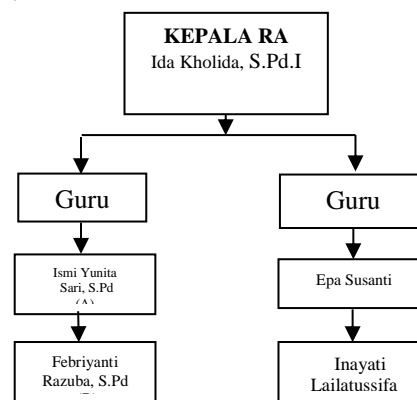 KEPALA RA
Ida Kholida, S.Pd.I
Guru
Guru
Ismi Yunita
Sari, S.Pd
(A)
Epa Susanti
Febriyanti
Razuba, S.Pd
Inayati
Lailatussifa